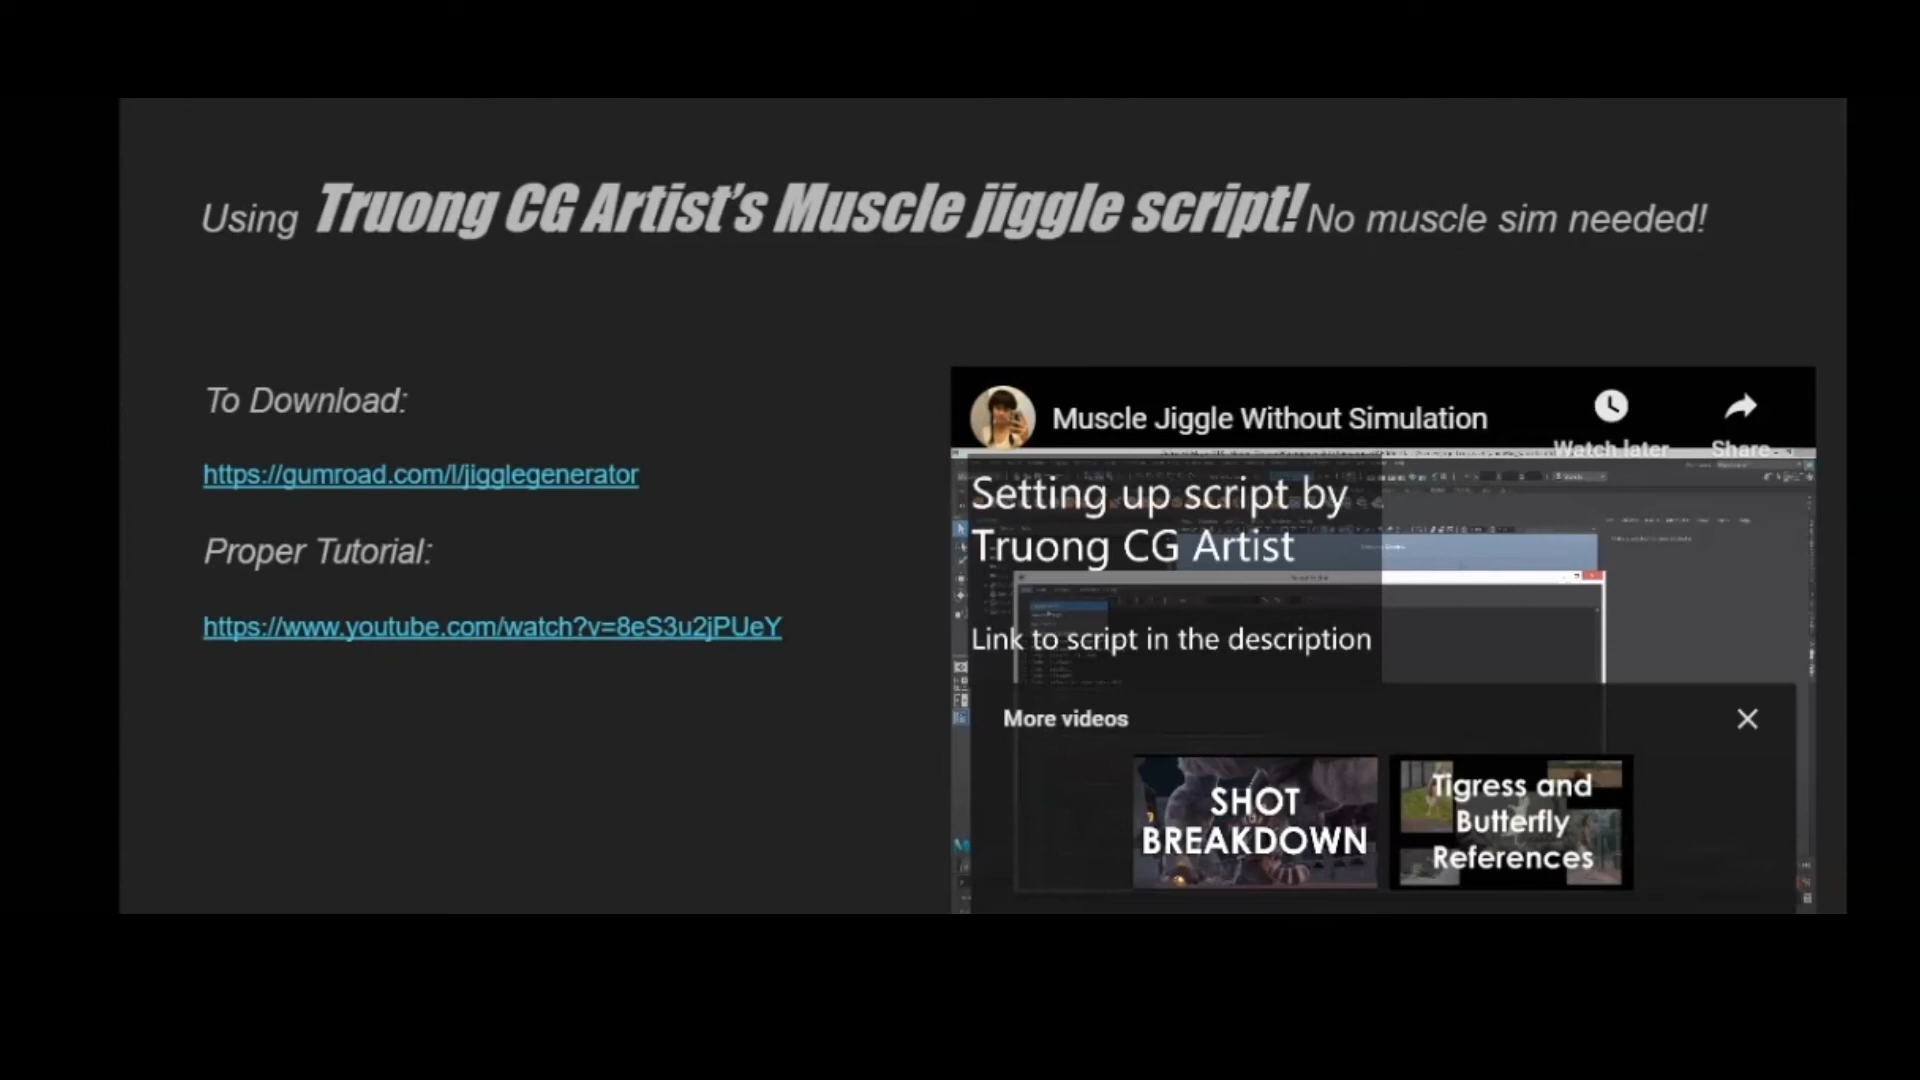 Using Truong CG Artist's Muscle jiggle script! No muscle sim needed!
To Download:
https://gumroad.com/l/jigglegenerator
Proper Tutorial:
https://www.youtube.com/watch?v=8eS3u2jPUeY
Muscle Jiggle Without Simulation
Watch later
Share
Setting up script by
Truong CG Artist
Link to script in the description
More videos
SHOT
BREAKDOWN
Tigress and
Butterfly
References